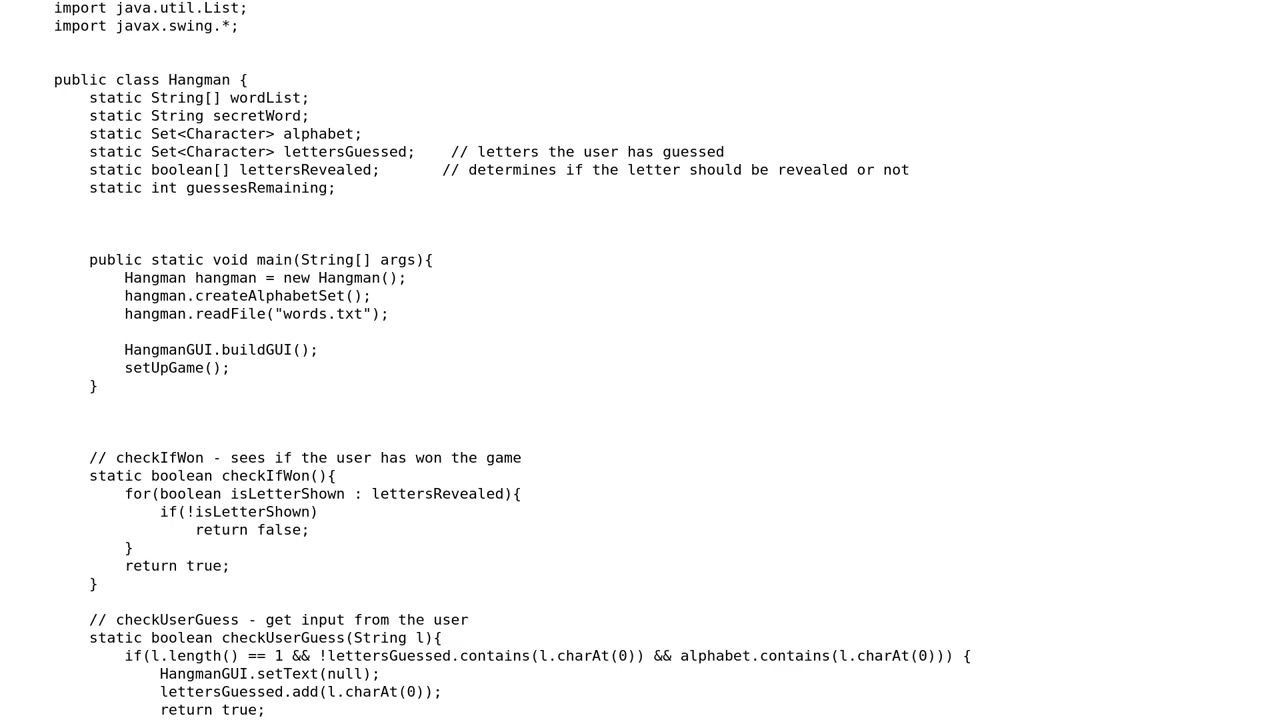 import java.util.List;
import javax.swing.*;
public class Hangman {
    static String[] wordList;
    static String secretWord;
    static Set<Character> alphabet;
    static Set<Character> lettersGuessed;    // letters the user has guessed
    static boolean[] lettersRevealed;       // determines if the letter should be revealed or not
    static int guessesRemaining;
    public static void main(String[] args){
        Hangman hangman = new Hangman();
        hangman.createAlphabetSet();
        hangman.readFile("words.txt");
        HangmanGUI.buildGUI();
        setUpGame();
    }
    // checkIfWon - sees if the user has won the game
    static boolean checkIfWon(){
        for(boolean isLetterShown : lettersRevealed){
            if(!isLetterShown)
                return false;
        }
        return true;
    }
    // checkUserGuess - get input from the user
    static boolean checkUserGuess(String l){
        if(l.length() == 1 && !lettersGuessed.contains(l.charAt(0)) && alphabet.contains(l.charAt(0))) {
            HangmanGUI.setText(null);
            lettersGuessed.add(l.charAt(0));
            return true;